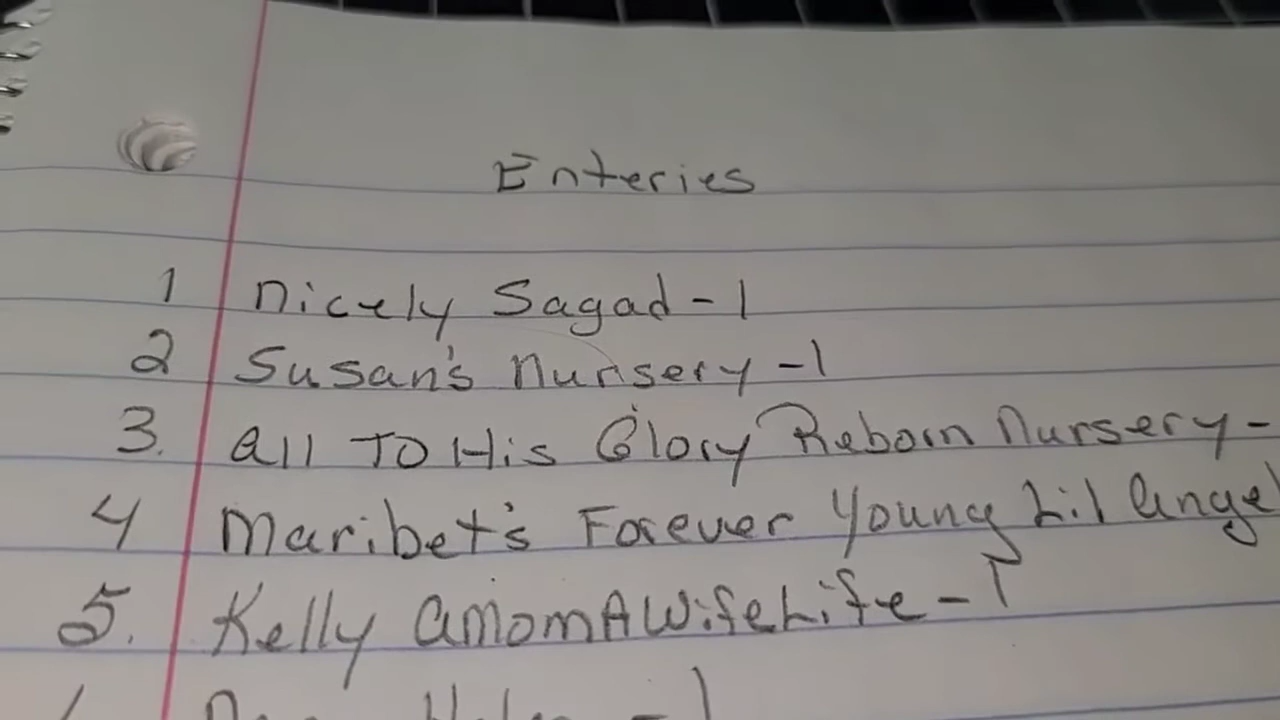 Enteries
1 Nicely Sagad - 1
2 Susan's Nursery - 1
3. All To His Glory Reborn Nursery -
4 Maribet's Forever Young Lil Angel
5. Kelly AMomAWifeLife - 1